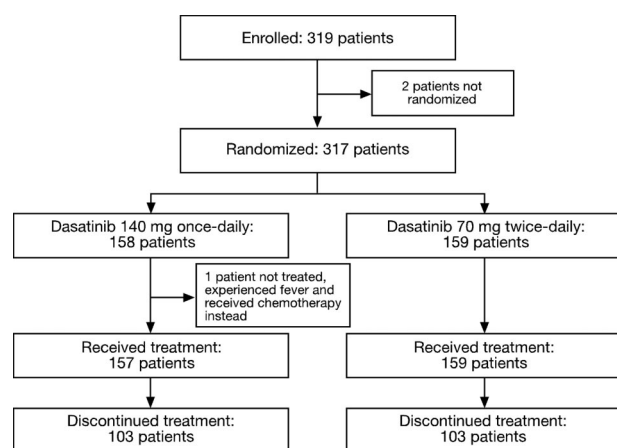 Enrolled: 319 patients
2 patients not
randomized
Randomized: 317 patients
Dasatinib 140 mg once-daily:
158 patients
Dasatinib 70 mg twice-daily:
159 patients
1 patient not treated,
experienced fever and
received chemotherapy
instead
Received treatment:
157 patients
Received treatment:
159 patients
Discontinued treatment:
103 patients
Discontinued treatment:
103 patients